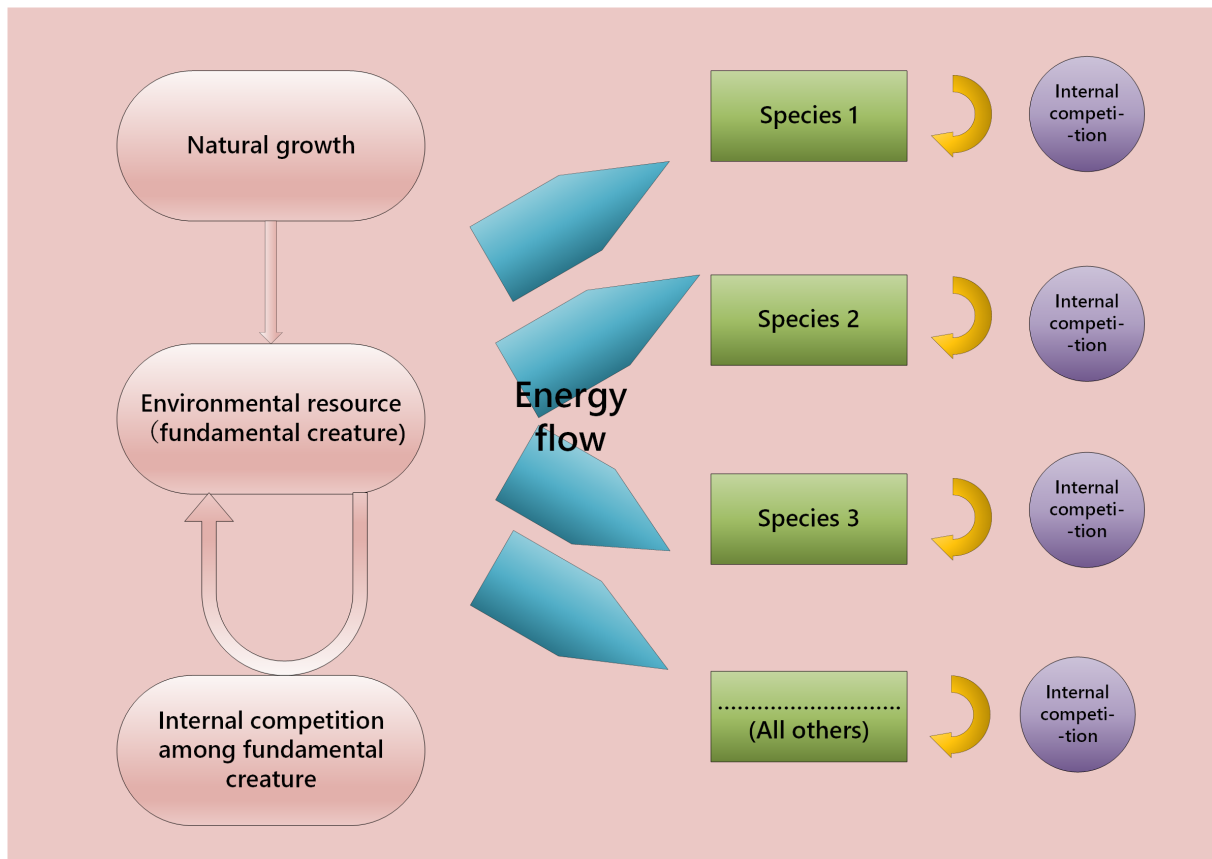 Natural growth
Environmental resource
（fundamental creature)
Internal competition
among fundamental
creature
Energy
flow
Species 1
Internal
competi-
-tion
Species 2
Internal
competi-
-tion
Species 3
Internal
competi-
-tion
..............................
(All others)
Internal
competi-
-tion